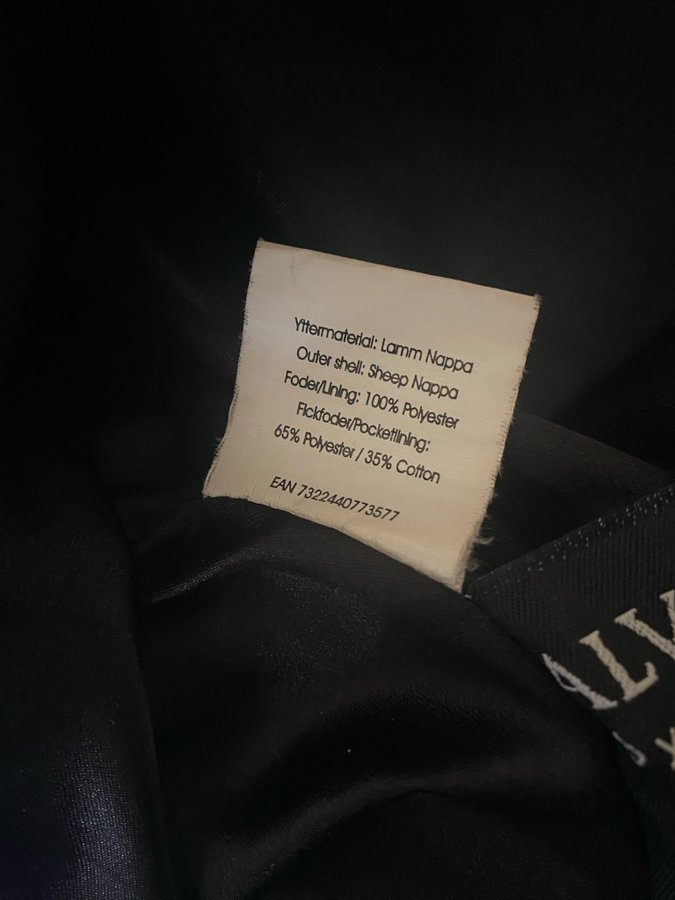 Yttermaterial: Lamm Nappa
Outer shell: Sheep Nappa
Foder/Lining: 100% Polyester
Fickfoder/Pocketlining:
65% Polyester / 35% Cotton
EAN 7322440773577
ALV